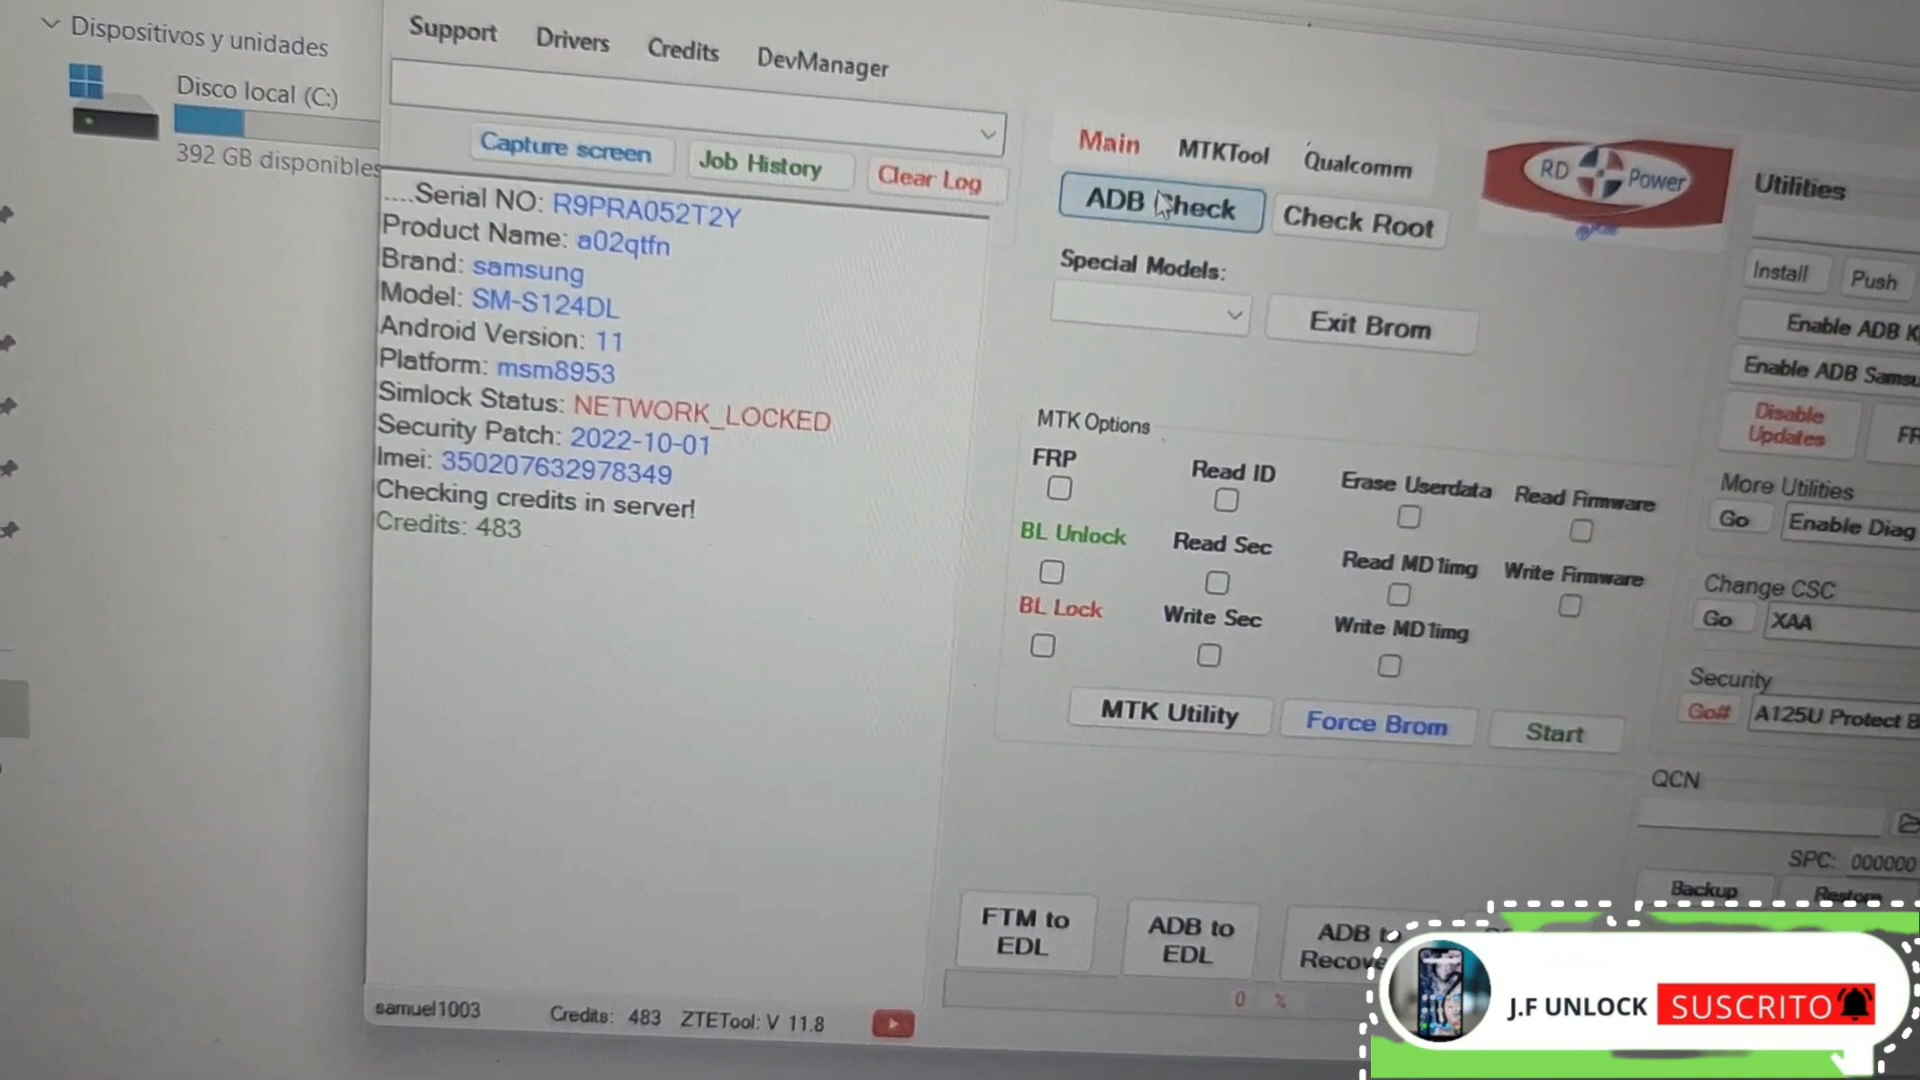 Dispositivos y unidades
Disco local (C:)
392 GB disponibles
Support Drivers Credits DevManager
Capture screen Job History Clear Log
....Serial NO: R9PRA052T2Y
Product Name: a02qtfn
Brand: samsung
Model: SM-S124DL
Android Version: 11
Platform: msm8953
Simlock Status: NETWORK_LOCKED
Security Patch: 2022-10-01
Imei: 350207632978349
Checking credits in server!
Credits: 483
samuel1003 Credits: 483 ZTETool: V 11.8
Main MTKTool Qualcomm
ADB Check Check Root
Special Models:
Exit Brom
RD Power
MTK Options
FRP Read ID Erase Userdata Read Firmware
BL Unlock Read Sec Read MD1img Write Firmware
BL Lock Write Sec Write MD1img
MTK Utility Force Brom Start
FTM to EDL
ADB to EDL
ADB to
0 %
Utilities
Install Push
Enable ADB
Enable ADB
Disable Updates
More Utilities
Go Enable Diag
Change CSC
Go XAA
Security
Go# A125U Protect
QCN
SPC: 000000
Backup Restore
J.F UNLOCK SUSCRITO